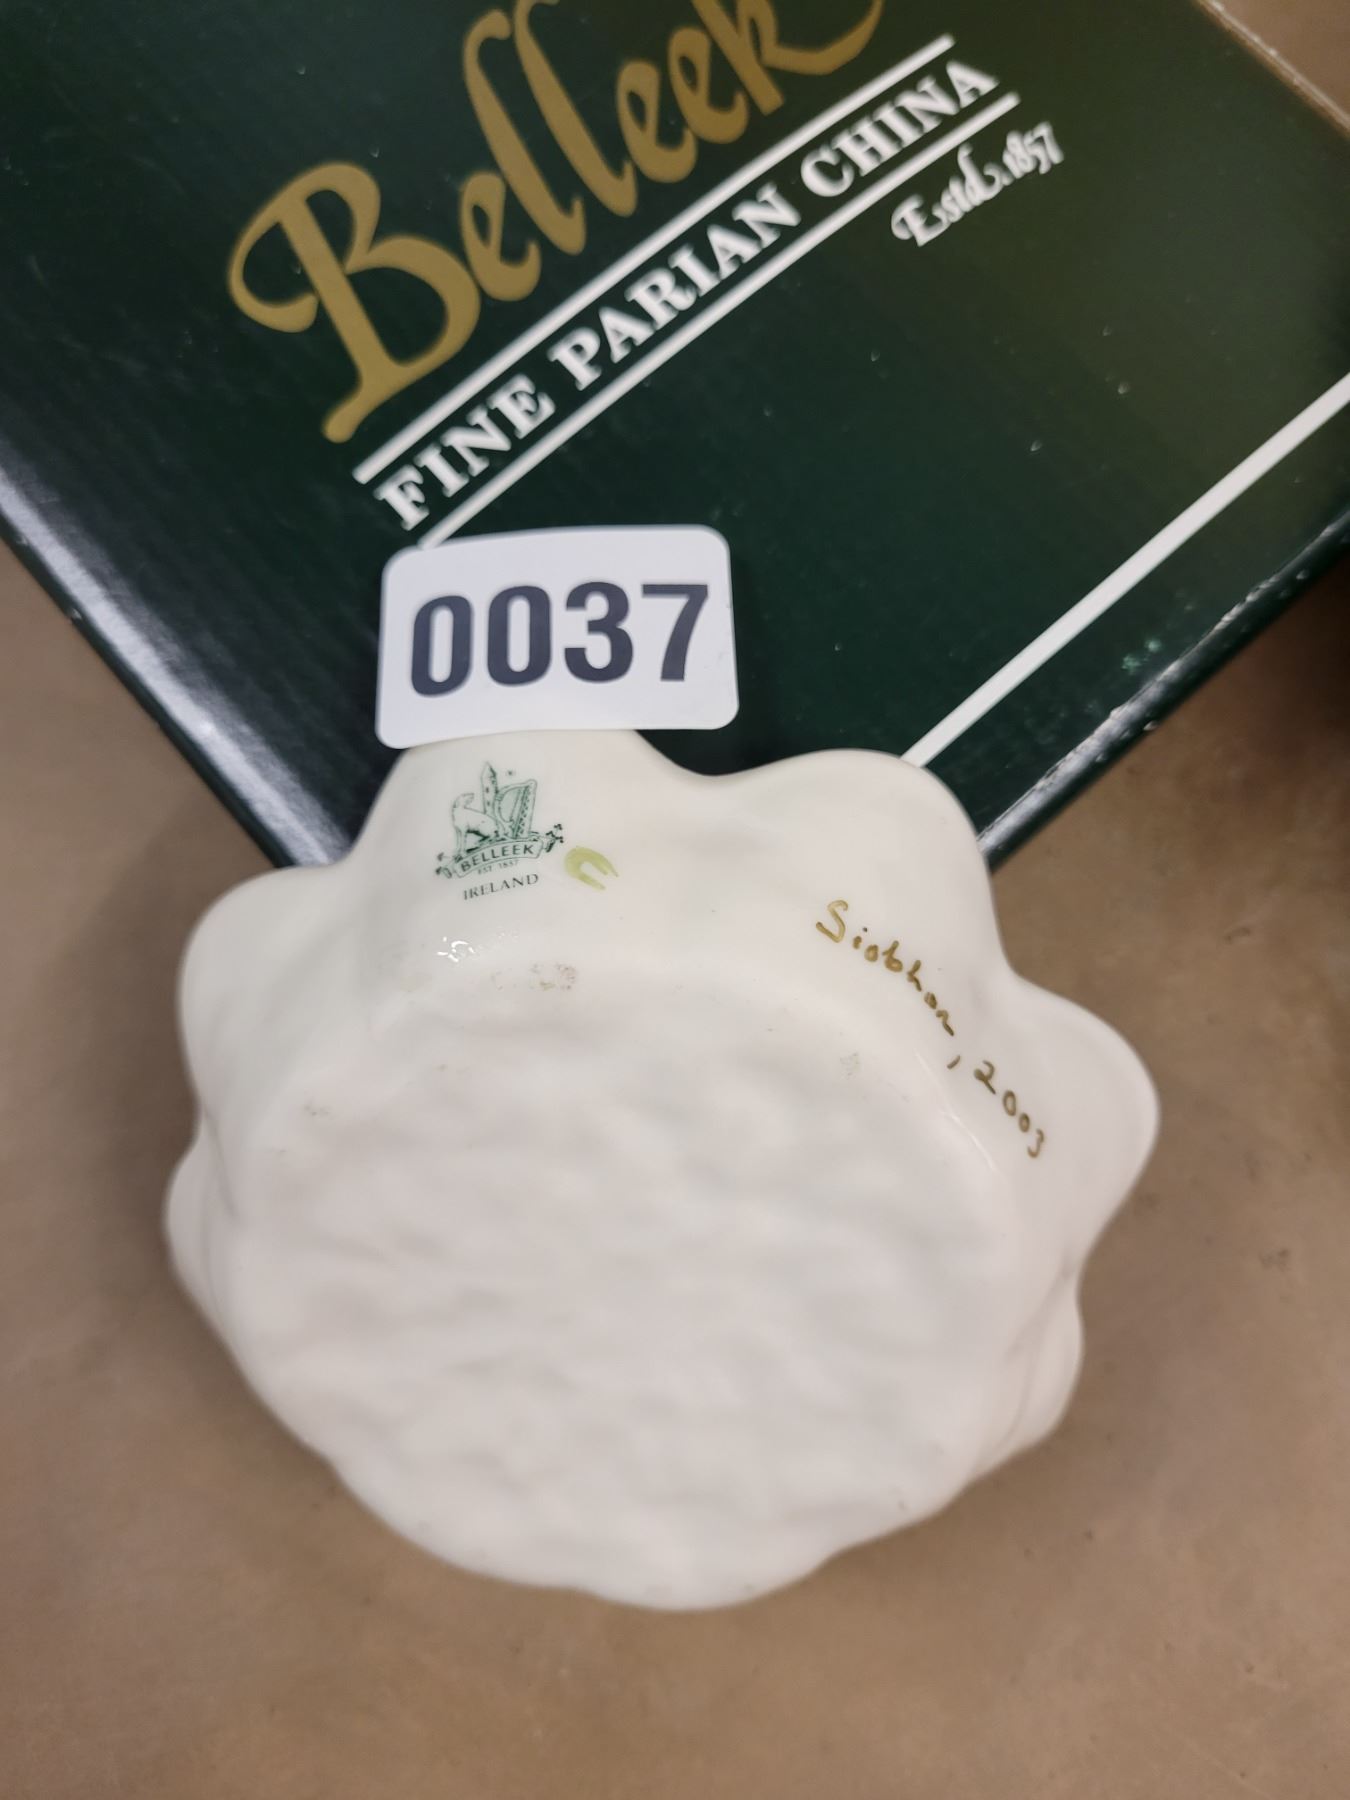 Belleek
FINE PARIAN CHINA
Estd. 1857
0037
BELLEEK
EST 1857
IRELAND
Siobhan, 2003